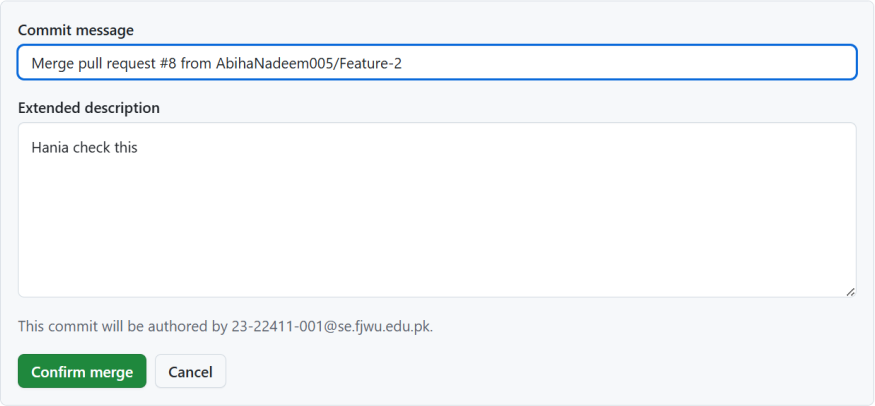 Commit message
Merge pull request #8 from AbihaNadeem005/Feature-2
Extended description
Hania check this
This commit will be authored by 23-22411-001@se.fjwu.edu.pk.
Confirm merge
Cancel